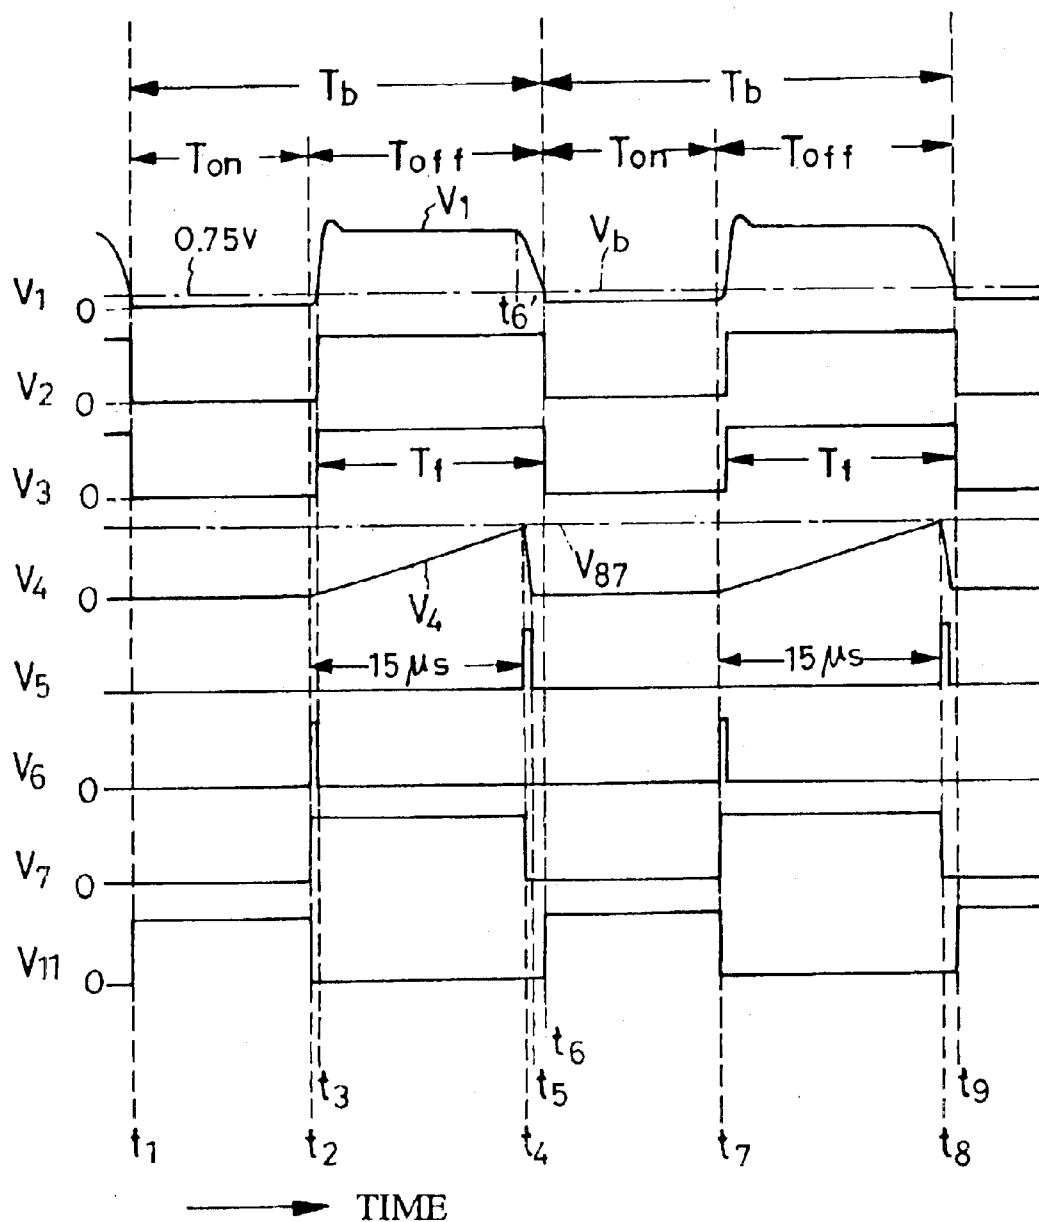 Tb Tb
Ton Toff Ton Toff
V1
0.75V Vb
V1 0 t6'
V2 0
Tf Tf
V3 0
V87
V4 0 V4
15 μs 15 μs
V5
V6 0
V7 0
V11 0
t6
t3 t5 t9
t1 t2 t4 t7 t8
TIME